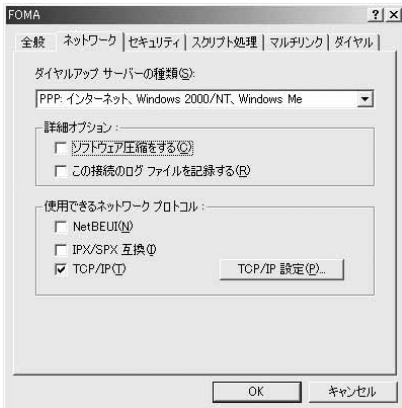 FOMA
全般 ネットワーク セキュリティ スクリプト処理 マルチリンク ダイヤル
ダイヤルアップ サーバーの種類(S):
PPP: インターネット、Windows 2000/NT、Windows Me
詳細オプション:
ソフトウェア圧縮をする(C)
この接続のログ ファイルを記録する(R)
使用できるネットワーク プロトコル:
NetBEUI(N)
IPX/SPX 互換(I)
TCP/IP(T) TCP/IP 設定(P)...
OK キャンセル